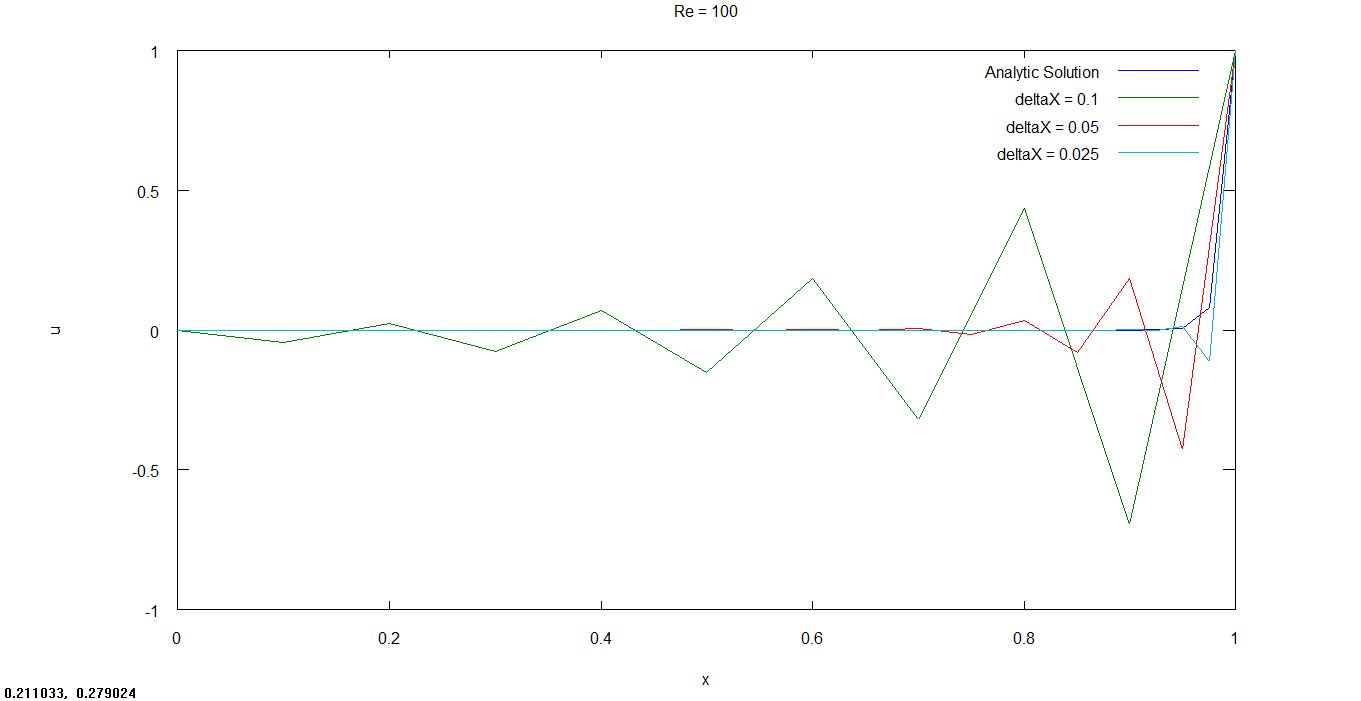 Re = 100
1
Analytic Solution
deltaX = 0.1
deltaX = 0.05
deltaX = 0.025
0.5
u
0
-0.5
-1
0 0.2 0.4 0.6 0.8 1
x
0.211033, 0.279024